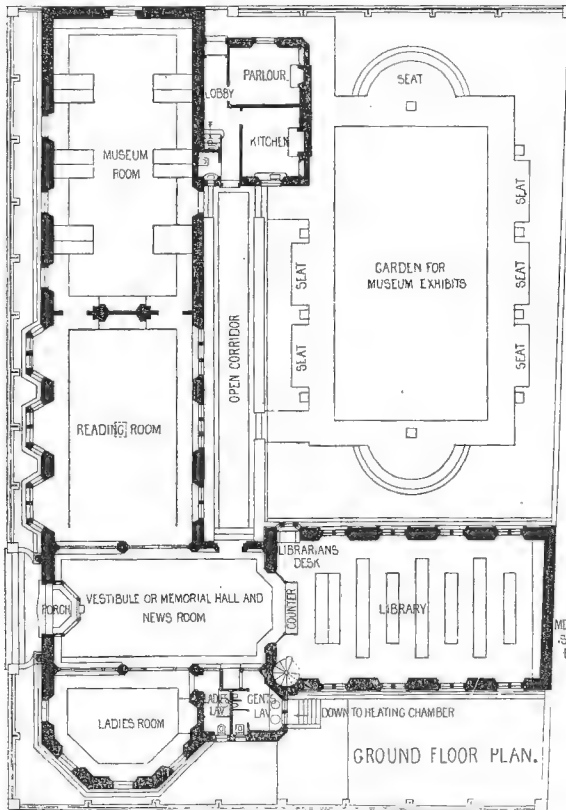 SEAT
PARLOUR
LOBBY
KITCHEN
MUSEUM
ROOM
SEAT
SEAT
SEAT
SEAT
SEAT
GARDEN FOR
MUSEUM EXHIBITS
OPEN CORRIDOR
READING ROOM
LIBRARIANS
DESK
PORCH
VESTIBULE OR MEMORIAL HALL AND
NEWS ROOM
COUNTER
LIBRARY
LADIES
LAV
GENTS
LAV
LADIES ROOM
DOWN TO HEATING CHAMBER
GROUND FLOOR PLAN.